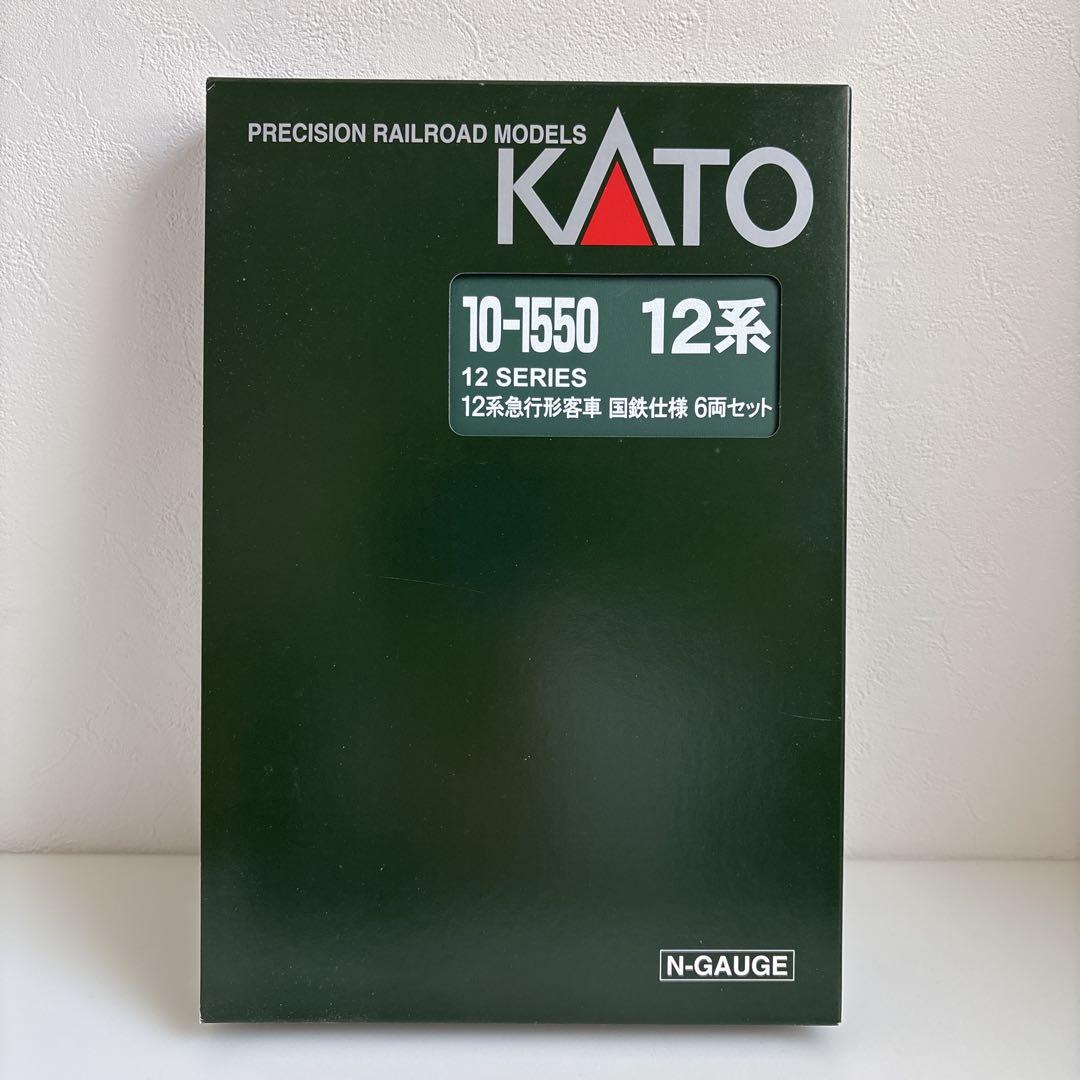 PRECISION RAILROAD MODELS
KATO
10-1550 12系
12 SERIES
12系急行形客車 国鉄仕様 6両セット
N-GAUGE